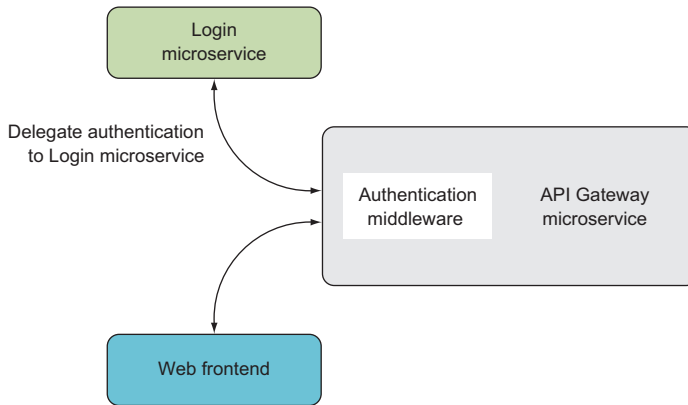 Login
microservice
Delegate authentication
to Login microservice
Authentication
middleware
API Gateway
microservice
Web frontend